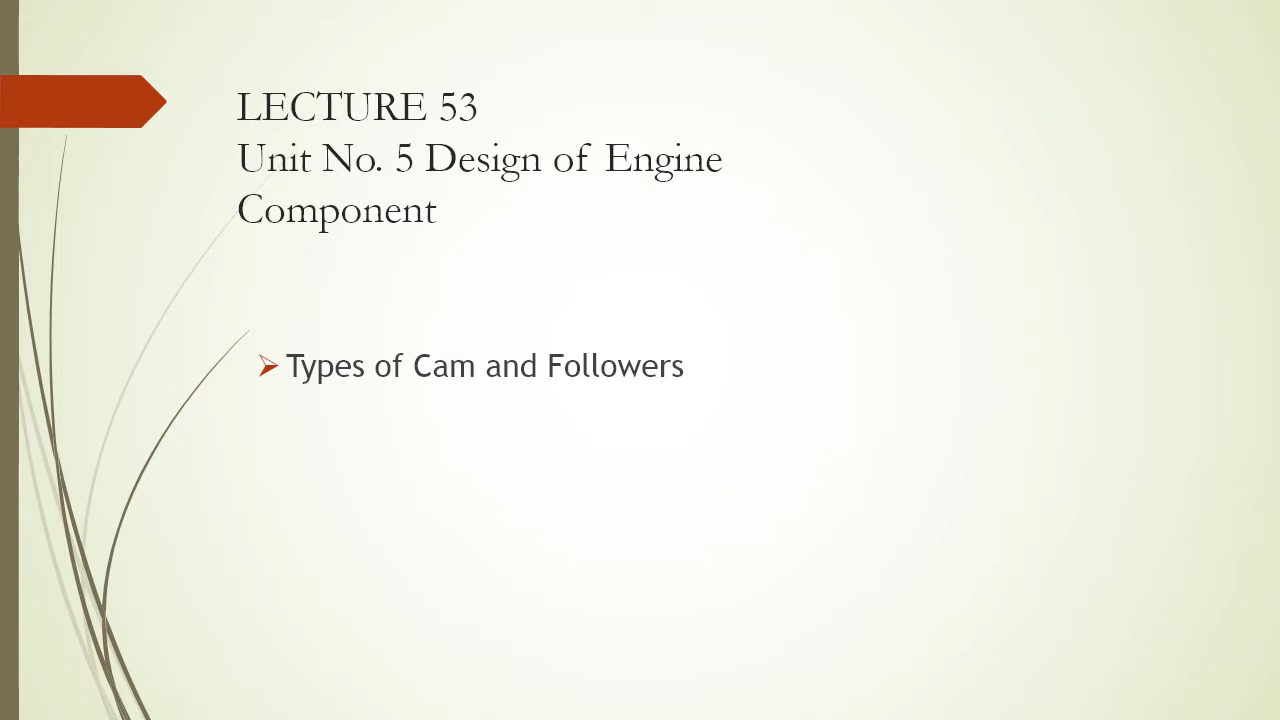 LECTURE 53
Unit No. 5 Design of Engine
Component
Types of Cam and Followers